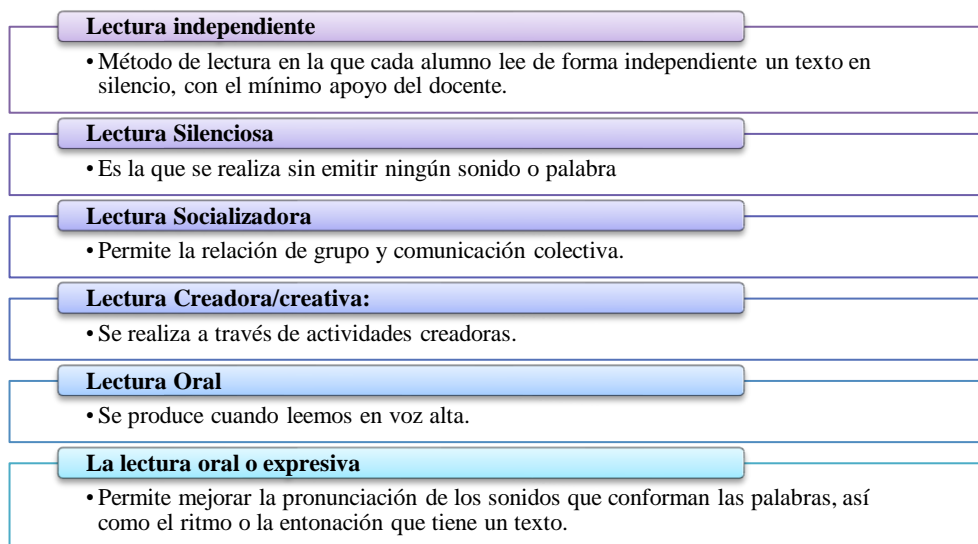 Lectura independiente
• Método de lectura en la que cada alumno lee de forma independiente un texto en
silencio, con el mínimo apoyo del docente.
Lectura Silenciosa
• Es la que se realiza sin emitir ningún sonido o palabra
Lectura Socializadora
• Permite la relación de grupo y comunicación colectiva.
Lectura Creadora/creativa:
• Se realiza a través de actividades creadoras.
Lectura Oral
• Se produce cuando leemos en voz alta.
La lectura oral o expresiva
• Permite mejorar la pronunciación de los sonidos que conforman las palabras, así
como el ritmo o la entonación que tiene un texto.